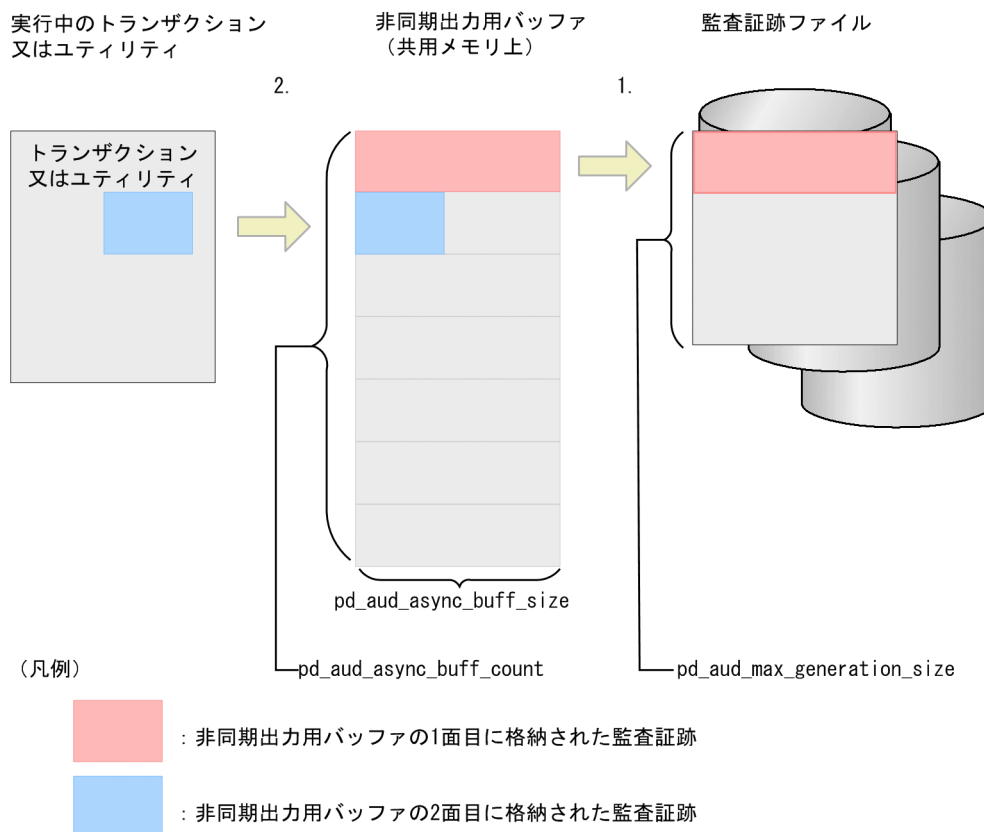 実行中のトランザクション
又はユティリティ
非同期出力用バッファ
（共用メモリ上）
監査証跡ファイル
2.
1.
トランザクション
又はユティリティ
pd_aud_async_buff_size
（凡例）
pd_aud_async_buff_count
pd_aud_max_generation_size
：非同期出力用バッファの1面目に格納された監査証跡
：非同期出力用バッファの2面目に格納された監査証跡